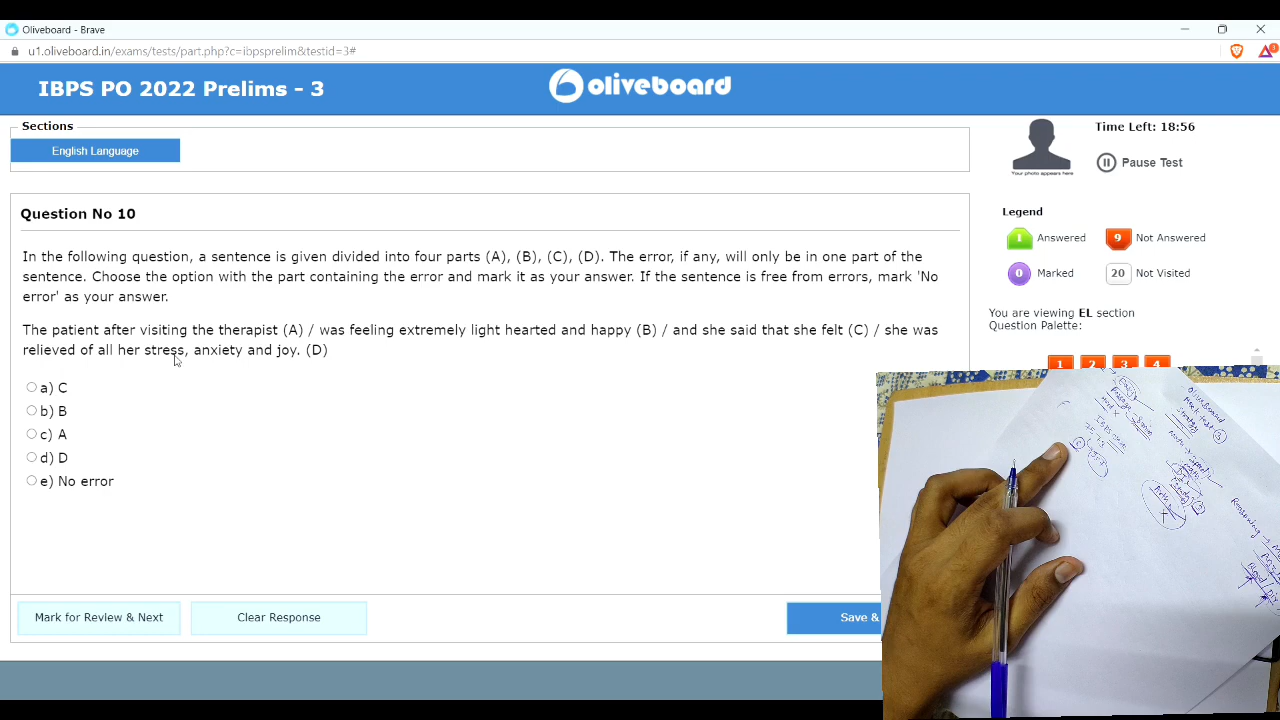 Oliveboard - Brave
u1.oliveboard.in/exams/tests/part.php?c=ibpsprelim&testid=3#
IBPS PO 2022 Prelims - 3
oliveboard
Sections
English Language
Your photo appears here
Time Left: 18:56
Pause Test
Question No 10
Legend
1 Answered
9 Not Answered
0 Marked
20 Not Visited
In the following question, a sentence is given divided into four parts (A), (B), (C), (D). The error, if any, will only be in one part of the
sentence. Choose the option with the part containing the error and mark it as your answer. If the sentence is free from errors, mark 'No
error' as your answer.
The patient after visiting the therapist (A) / was feeling extremely light hearted and happy (B) / and she said that she felt (C) / she was
relieved of all her stress, anxiety and joy. (D)
You are viewing EL section
Question Palette:
1 2 3 4
a) C
b) B
c) A
d) D
e) No error
Mark for Review & Next
Clear Response
Save &
Oliveboard
Reasoning